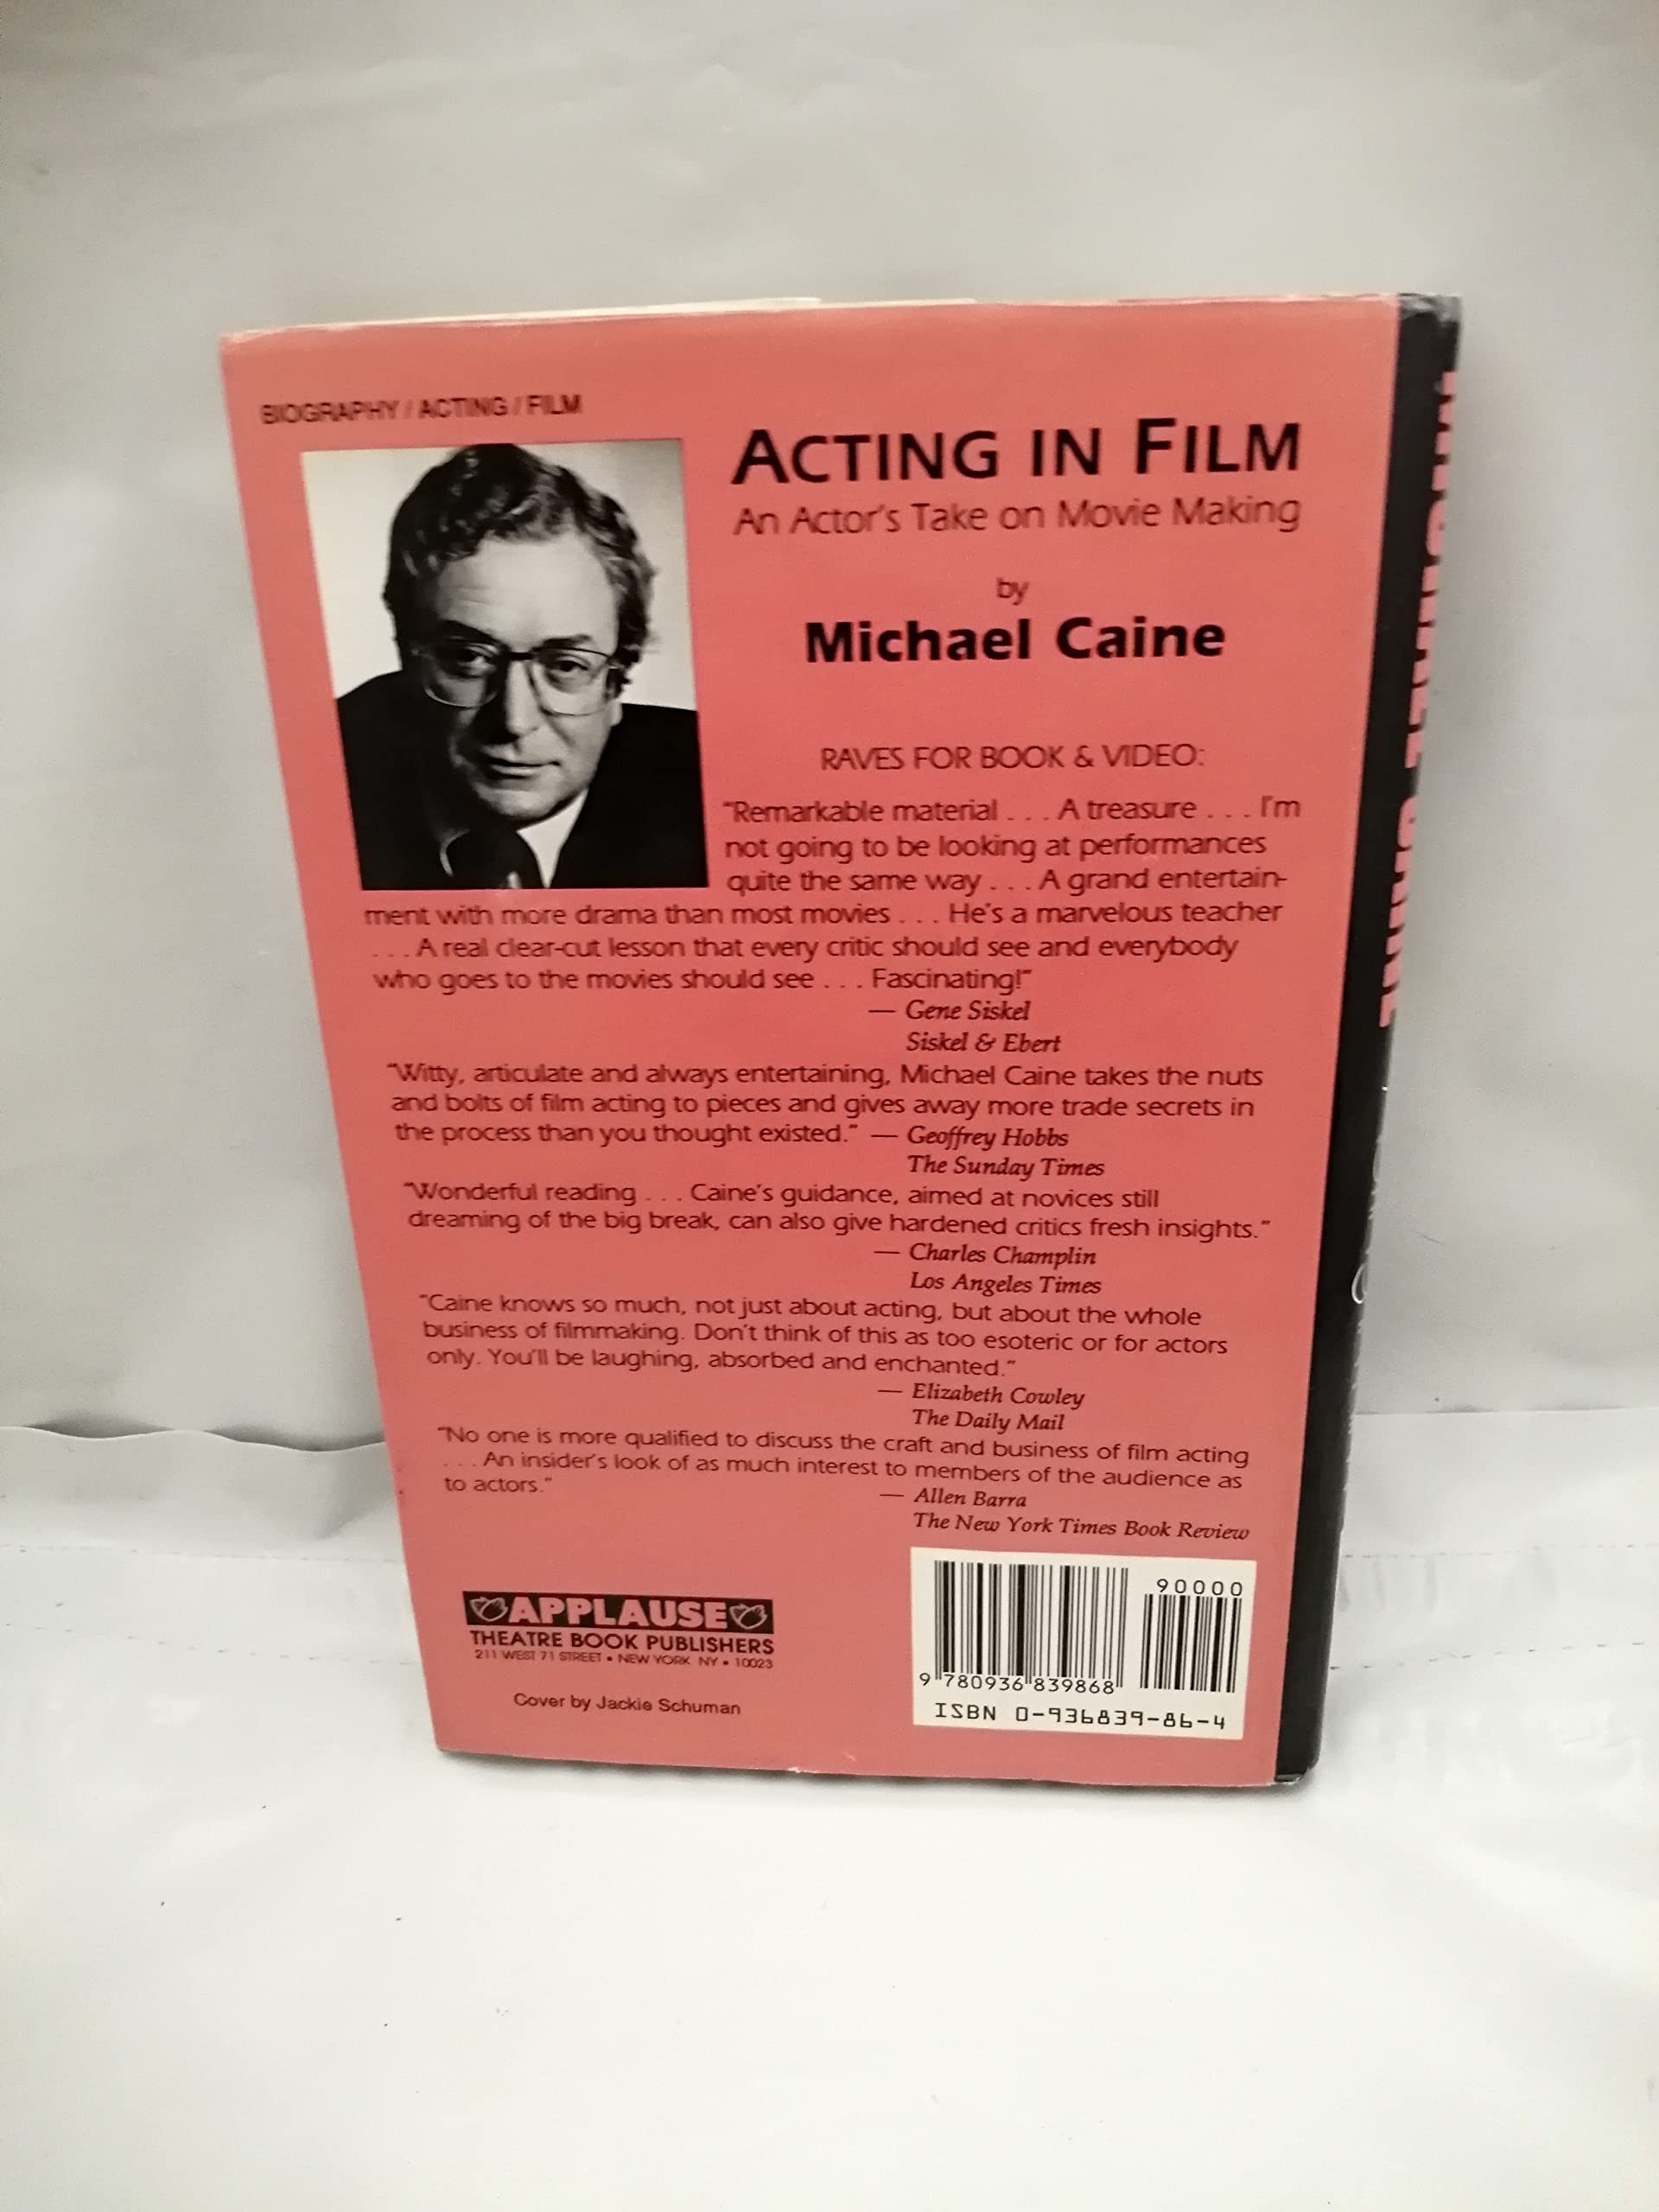 BIOGRAPHY / ACTING / FILM
ACTING IN FILM
An Actor's Take on Movie Making
by
Michael Caine
RAVES FOR BOOK & VIDEO:
"Remarkable material . . . A treasure . . . I'm
not going to be looking at performances
quite the same way . . . A grand entertain-
ment with more drama than most movies . . . He's a marvelous teacher
. . . A real clear-cut lesson that every critic should see and everybody
who goes to the movies should see . . . Fascinating!"
— Gene Siskel
Siskel & Ebert
"Witty, articulate and always entertaining, Michael Caine takes the nuts
and bolts of film acting to pieces and gives away more trade secrets in
the process than you thought existed." — Geoffrey Hobbs
The Sunday Times
"Wonderful reading . . . Caine's guidance, aimed at novices still
dreaming of the big break, can also give hardened critics fresh insights."
— Charles Champlin
Los Angeles Times
"Caine knows so much, not just about acting, but about the whole
business of filmmaking. Don't think of this as too esoteric or for actors
only. You'll be laughing, absorbed and enchanted."
— Elizabeth Cowley
The Daily Mail
"No one is more qualified to discuss the craft and business of film acting
. . . An insider's look of as much interest to members of the audience as
to actors."
— Allen Barra
The New York Times Book Review
APPLAUSE
THEATRE BOOK PUBLISHERS
211 WEST 71 STREET • NEW YORK NY • 10023
Cover by Jackie Schuman
90000
9 780936 839868
ISBN 0-936839-86-4
MICHAEL CAINE